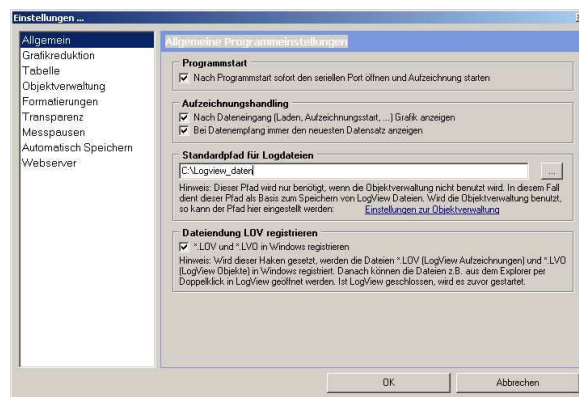 Einstellungen ...
Allgemein
Grafikreduktion
Tabelle
Objektverwaltung
Formatierungen
Transparenz
Messpausen
Automatisch Speichern
Webserver
Allgemeine Programmeinstellungen
Programmstart
Nach Programmstart sofort den seriellen Port öffnen und Aufzeichnung starten
Aufzeichnungshandling
Nach Dateneingang (Laden, Aufzeichnungsstart, ...) Grafik anzeigen
Bei Datenempfang immer den neuesten Datensatz anzeigen
Standardpfad für Logdateien
C:\Logview_daten
...
Hinweis: Dieser Pfad wird nur benötigt, wenn die Objektverwaltung nicht benutzt wird. In diesem Fall
dient dieser Pfad als Basis zum Speichern von LogView Dateien. Wird die Objektverwaltung benutzt,
so kann der Pfad hier eingestellt werden: Einstellungen zur Objektverwaltung
Dateiendung LOV registrieren
*.LOV und *.LVO in Windows registrieren
Hinweis: Wird dieser Haken gesetzt, werden die Dateien *.LOV (LogView Aufzeichnungen) und *.LVO
(LogView Objekte) in Windows registriert. Danach können die Dateien z.B. aus dem Explorer per
Doppelklick in LogView geöffnet werden. Ist LogView geschlossen, wird es zuvor gestartet.
OK
Abbrechen